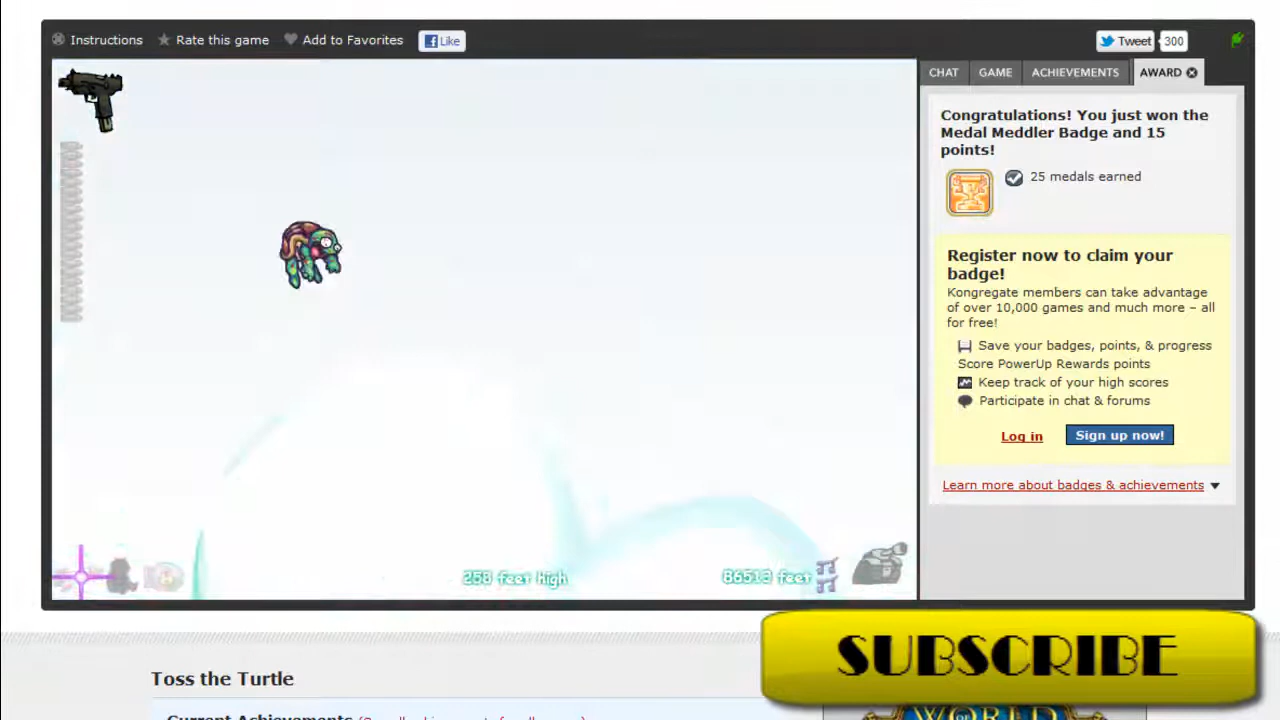 Instructions Rate this game Add to Favorites Like Tweet 300
CHAT GAME ACHIEVEMENTS AWARD
Congratulations! You just won the
Medal Meddler Badge and 15
points!
25 medals earned
Register now to claim your
badge!
Kongregate members can take advantage
of over 10,000 games and much more – all
for free!
Save your badges, points, & progress
Score PowerUp Rewards points
Keep track of your high scores
Participate in chat & forums
Log in Sign up now!
Learn more about badges & achievements
258 feet high 86513 feet
SUBSCRIBE
Toss the Turtle
Current Achievements
WORLD